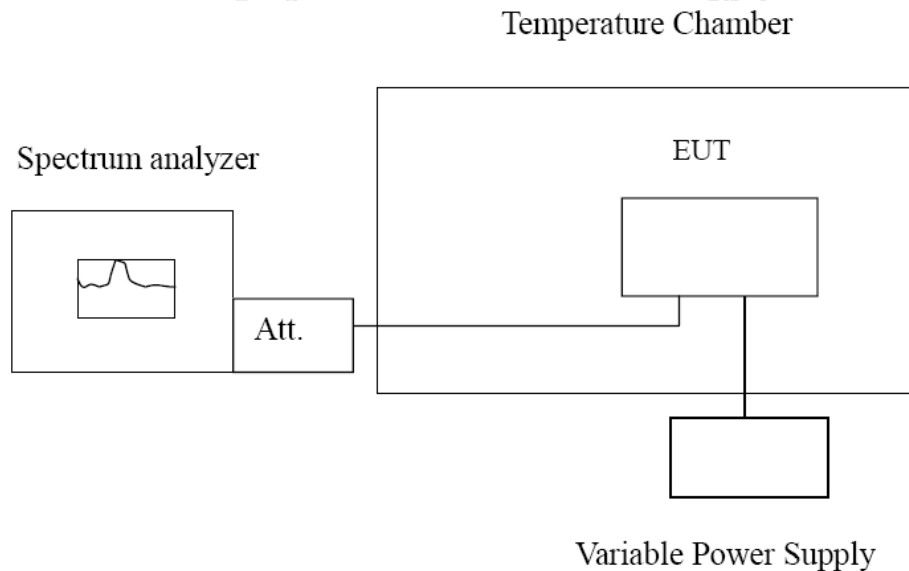 Temperature Chamber
Spectrum analyzer
EUT
Att.
Variable Power Supply